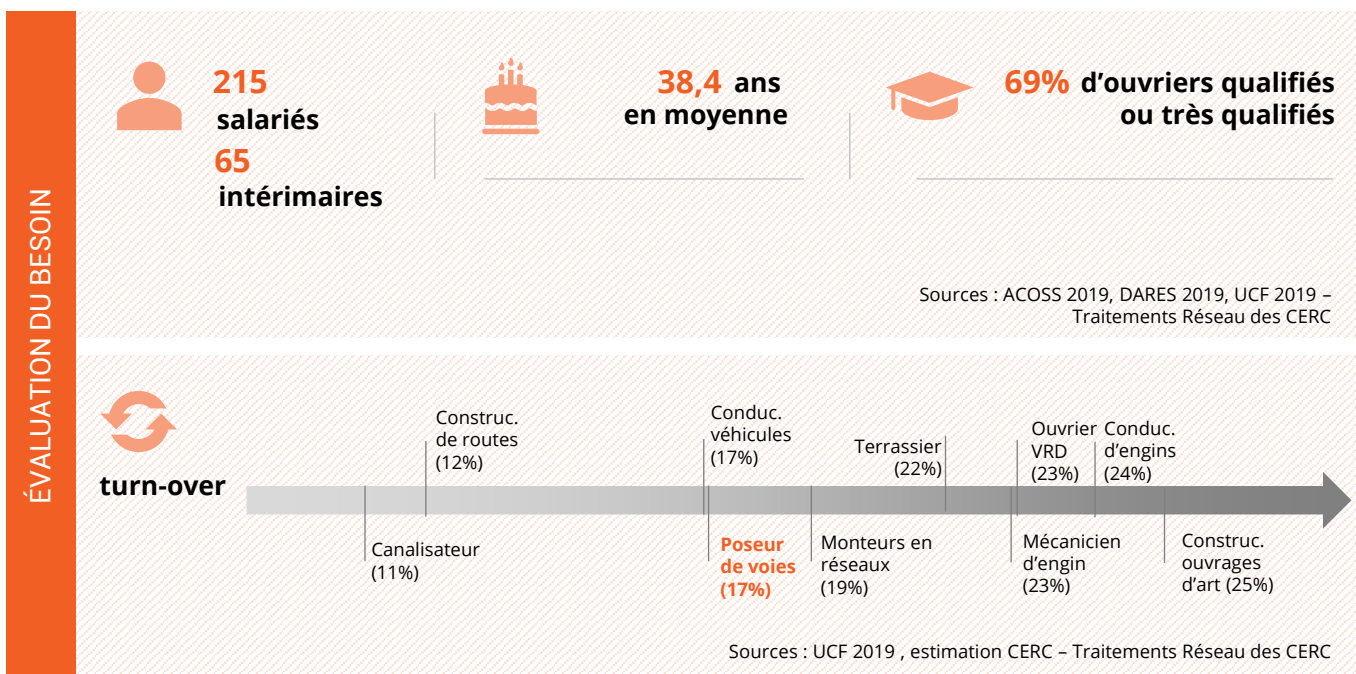 ÉVALUATION DU BESOIN
215
salariés
65
intérimaires
38,4 ans
en moyenne
69% d'ouvriers qualifiés
ou très qualifiés
Sources : ACOSS 2019, DARES 2019, UCF 2019 –
Traitements Réseau des CERC
turn-over
Construc.
de routes
(12%)
Conduc.
véhicules
(17%)
Terrassier
(22%)
Ouvrier
VRD
(23%)
Conduc.
d'engins
(24%)
Canalisateur
(11%)
Poseur
de voies
(17%)
Monteurs en
réseaux
(19%)
Mécanicien
d'engin
(23%)
Construc.
ouvrages
d'art (25%)
Sources : UCF 2019 , estimation CERC – Traitements Réseau des CERC